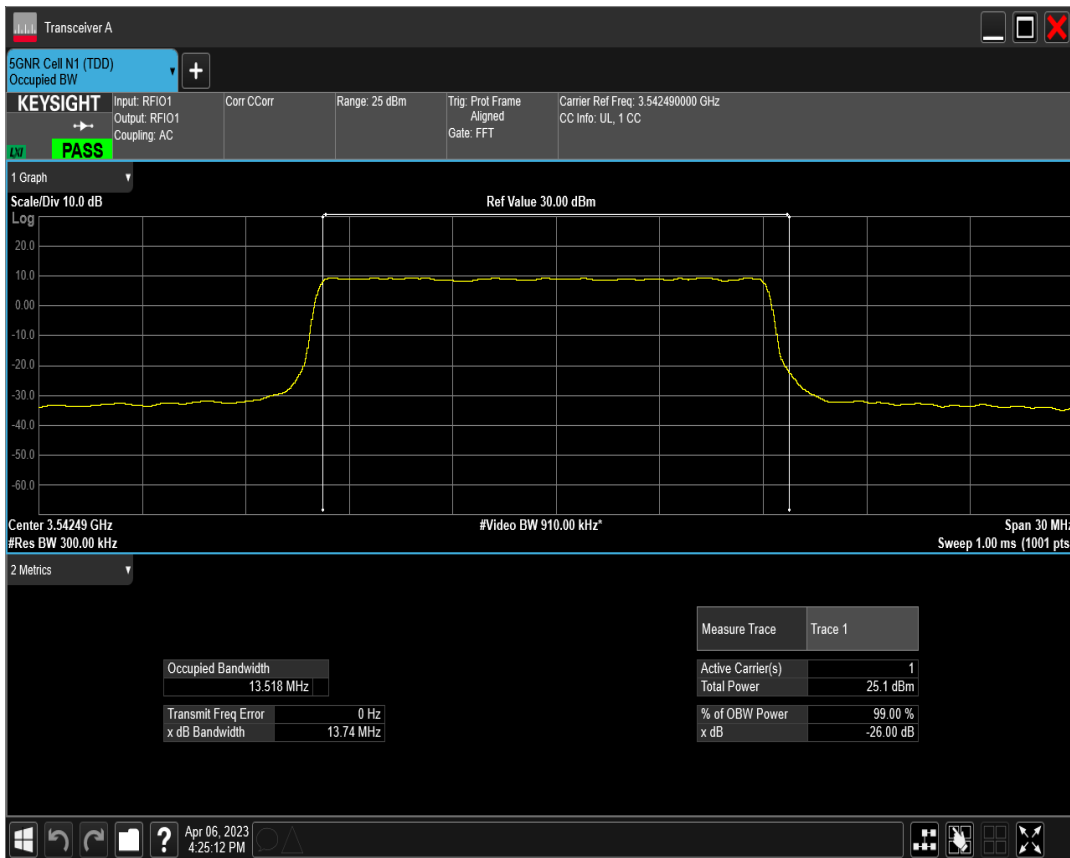 Transceiver A
5GNR Cell N1 (TDD)
Occupied BW
KEYSIGHT
LXI
PASS
Input: RFIO1
Output: RFIO1
Coupling: AC
Corr CCorr
Range: 25 dBm
Trig: Prot Frame
Aligned
Gate: FFT
Carrier Ref Freq: 3.542490000 GHz
CC Info: UL, 1 CC
1 Graph
Scale/Div 10.0 dB
Ref Value 30.00 dBm
Log
20.0
10.0
0.00
-10.0
-20.0
-30.0
-40.0
-50.0
-60.0
Center 3.54249 GHz
#Video BW 910.00 kHz*
Span 30 MHz
#Res BW 300.00 kHz
Sweep 1.00 ms (1001 pts
2 Metrics
Measure Trace Trace 1
Occupied Bandwidth
13.518 MHz
Active Carrier(s) 1
Total Power 25.1 dBm
Transmit Freq Error 0 Hz
x dB Bandwidth 13.74 MHz
% of OBW Power 99.00 %
x dB -26.00 dB
?
Apr 06, 2023
4:25:12 PM